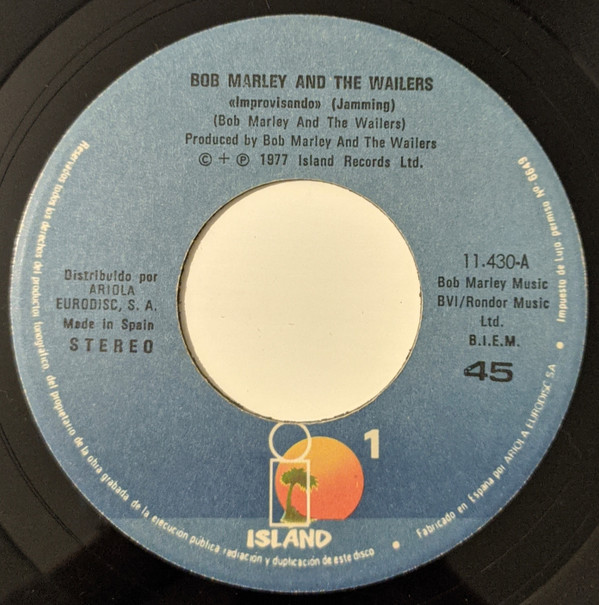 BOB MARLEY AND THE WAILERS
«Improvisando» (Jamming)
(Bob Marley And The Wailers)
Produced by Bob Marley And The Wailers
© + ℗ 1977 Island Records Ltd.
Distribuido por
ARIOLA
EURODISC, S. A.
Made in Spain
STEREO
11.430-A
Bob Marley Music
BVI/Rondor Music
Ltd.
B.I.E.M.
45
1
ISLAND
Reservados todos los derechos del productor fonográfico, del propietario de la obra grabada, de la ejecución pública radiación y duplicación de este disco • Fabricado en España por ARIOLA EURODISC SA • Impuesto de Lujo permiso Nº 6649